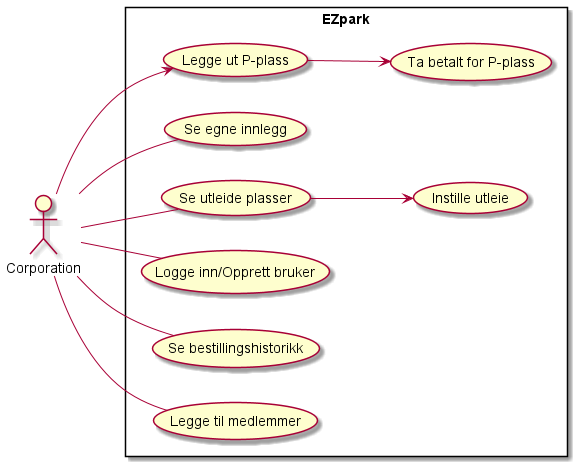 EZpark
Legge ut P-plass
Ta betalt for P-plass
Se egne innlegg
Se utleide plasser
Instille utleie
Corporation
Logge inn/Opprett bruker
Se bestillingshistorikk
Legge til medlemmer